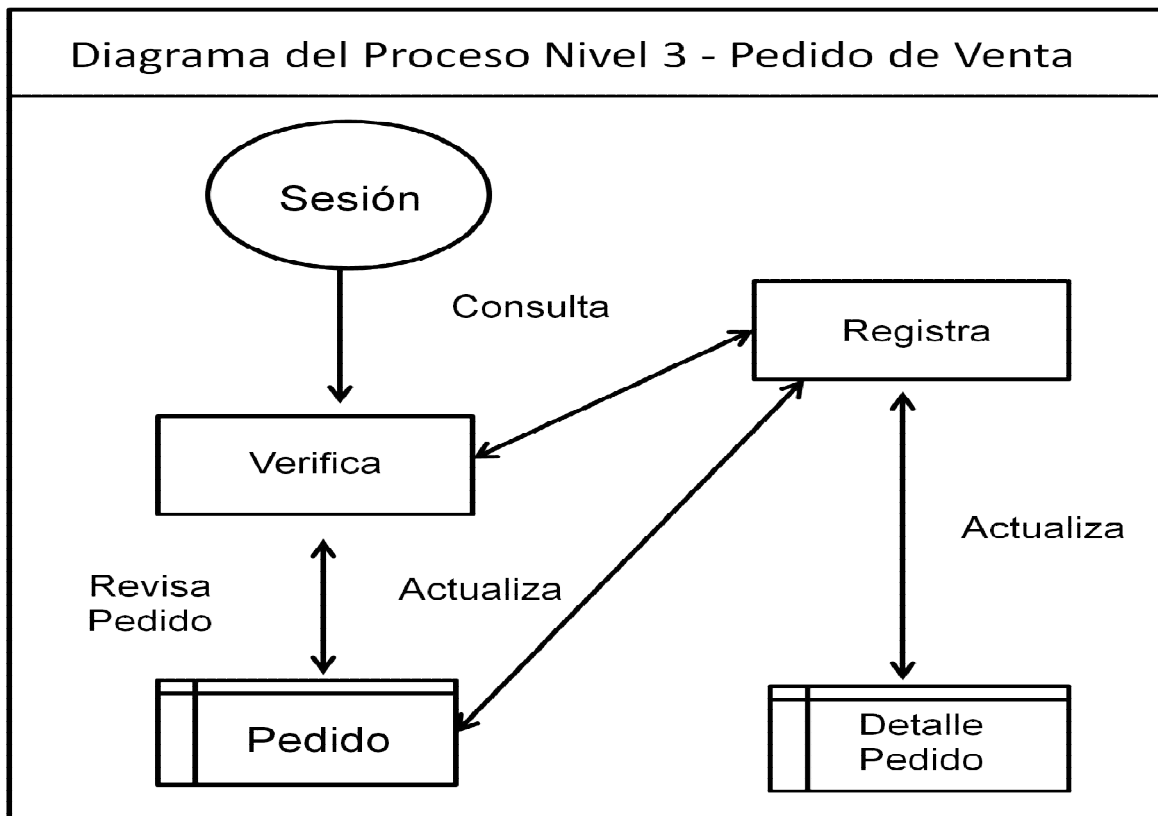 Diagrama del Proceso Nivel 3 - Pedido de Venta
Sesión
Consulta
Registra
Verifica
Actualiza
Revisa
Pedido
Actualiza
Pedido
Detalle
Pedido